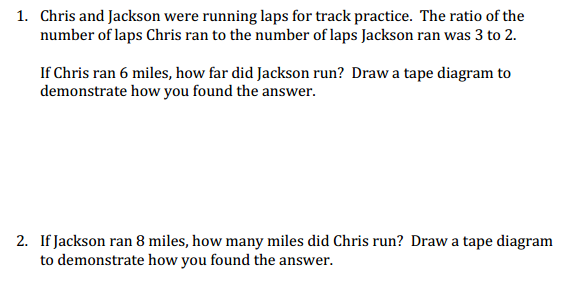 1. Chris and Jackson were running laps for track practice. The ratio of the
number of laps Chris ran to the number of laps Jackson ran was 3 to 2.
If Chris ran 6 miles, how far did Jackson run? Draw a tape diagram to
demonstrate how you found the answer.
2. If Jackson ran 8 miles, how many miles did Chris run? Draw a tape diagram
to demonstrate how you found the answer.